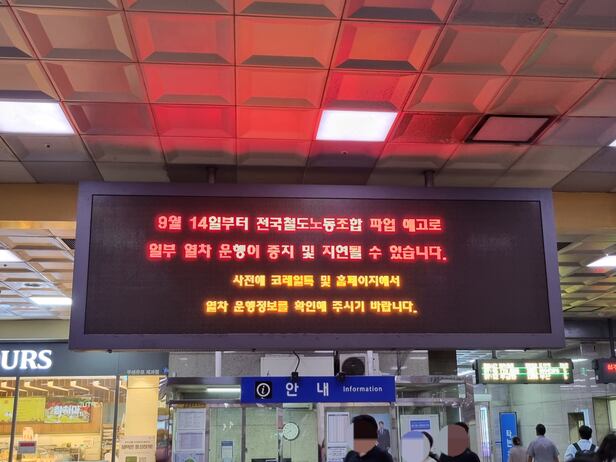 9월 14일부터 전국철도노동조합 파업 예고로
일부 열차 운행이 중지 및 지연될 수 있습니다.
사전에 코레일톡 및 홈페이지에서
열차 운행정보를 확인해 주시기 바랍니다.
OURS
안 내 Information